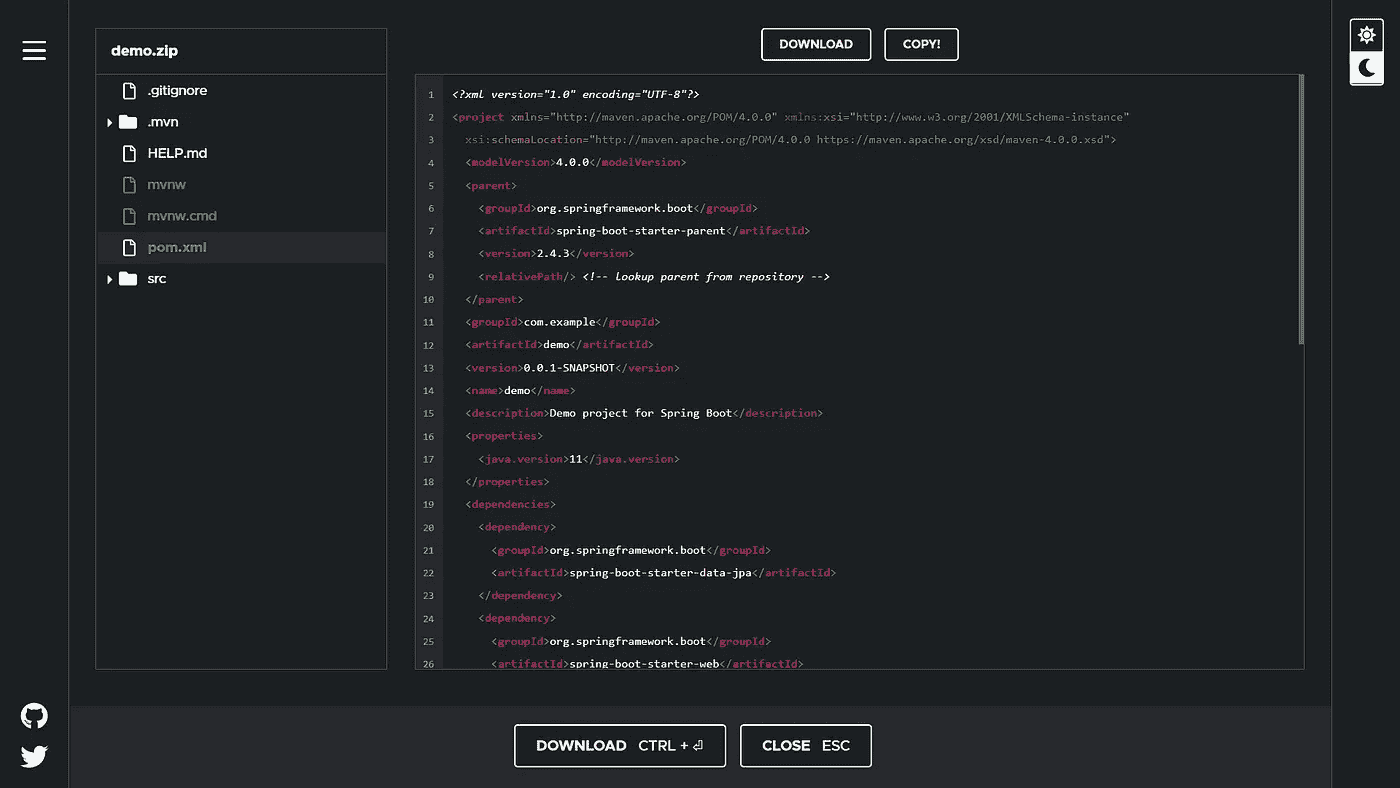 demo.zip
.gitignore
.mvn
HELP.md
mvnw
mvnw.cmd
pom.xml
src
DOWNLOAD COPY!
1 <?xml version="1.0" encoding="UTF-8"?>
2 <project xmlns="http://maven.apache.org/POM/4.0.0" xmlns:xsi="http://www.w3.org/2001/XMLSchema-instance"
3 xsi:schemaLocation="http://maven.apache.org/POM/4.0.0 https://maven.apache.org/xsd/maven-4.0.0.xsd">
4 <modelVersion>4.0.0</modelVersion>
5 <parent>
6 <groupId>org.springframework.boot</groupId>
7 <artifactId>spring-boot-starter-parent</artifactId>
8 <version>2.4.3</version>
9 <relativePath/> <!-- lookup parent from repository -->
10 </parent>
11 <groupId>com.example</groupId>
12 <artifactId>demo</artifactId>
13 <version>0.0.1-SNAPSHOT</version>
14 <name>demo</name>
15 <description>Demo project for Spring Boot</description>
16 <properties>
17 <java.version>11</java.version>
18 </properties>
19 <dependencies>
20 <dependency>
21 <groupId>org.springframework.boot</groupId>
22 <artifactId>spring-boot-starter-data-jpa</artifactId>
23 </dependency>
24 <dependency>
25 <groupId>org.springframework.boot</groupId>
26 <artifactId>spring-boot-starter-web</artifactId>
DOWNLOAD CTRL + ⏎ CLOSE ESC